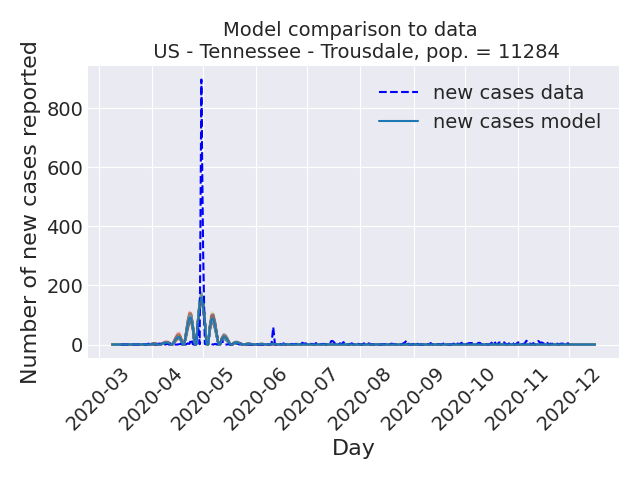 Model comparison to data
US - Tennessee - Trousdale, pop. = 11284
Number of new cases reported
800
600
400
200
0
new cases data
new cases model
2020-03
2020-04
2020-05
2020-06
2020-07
2020-08
2020-09
2020-10
2020-11
2020-12
Day